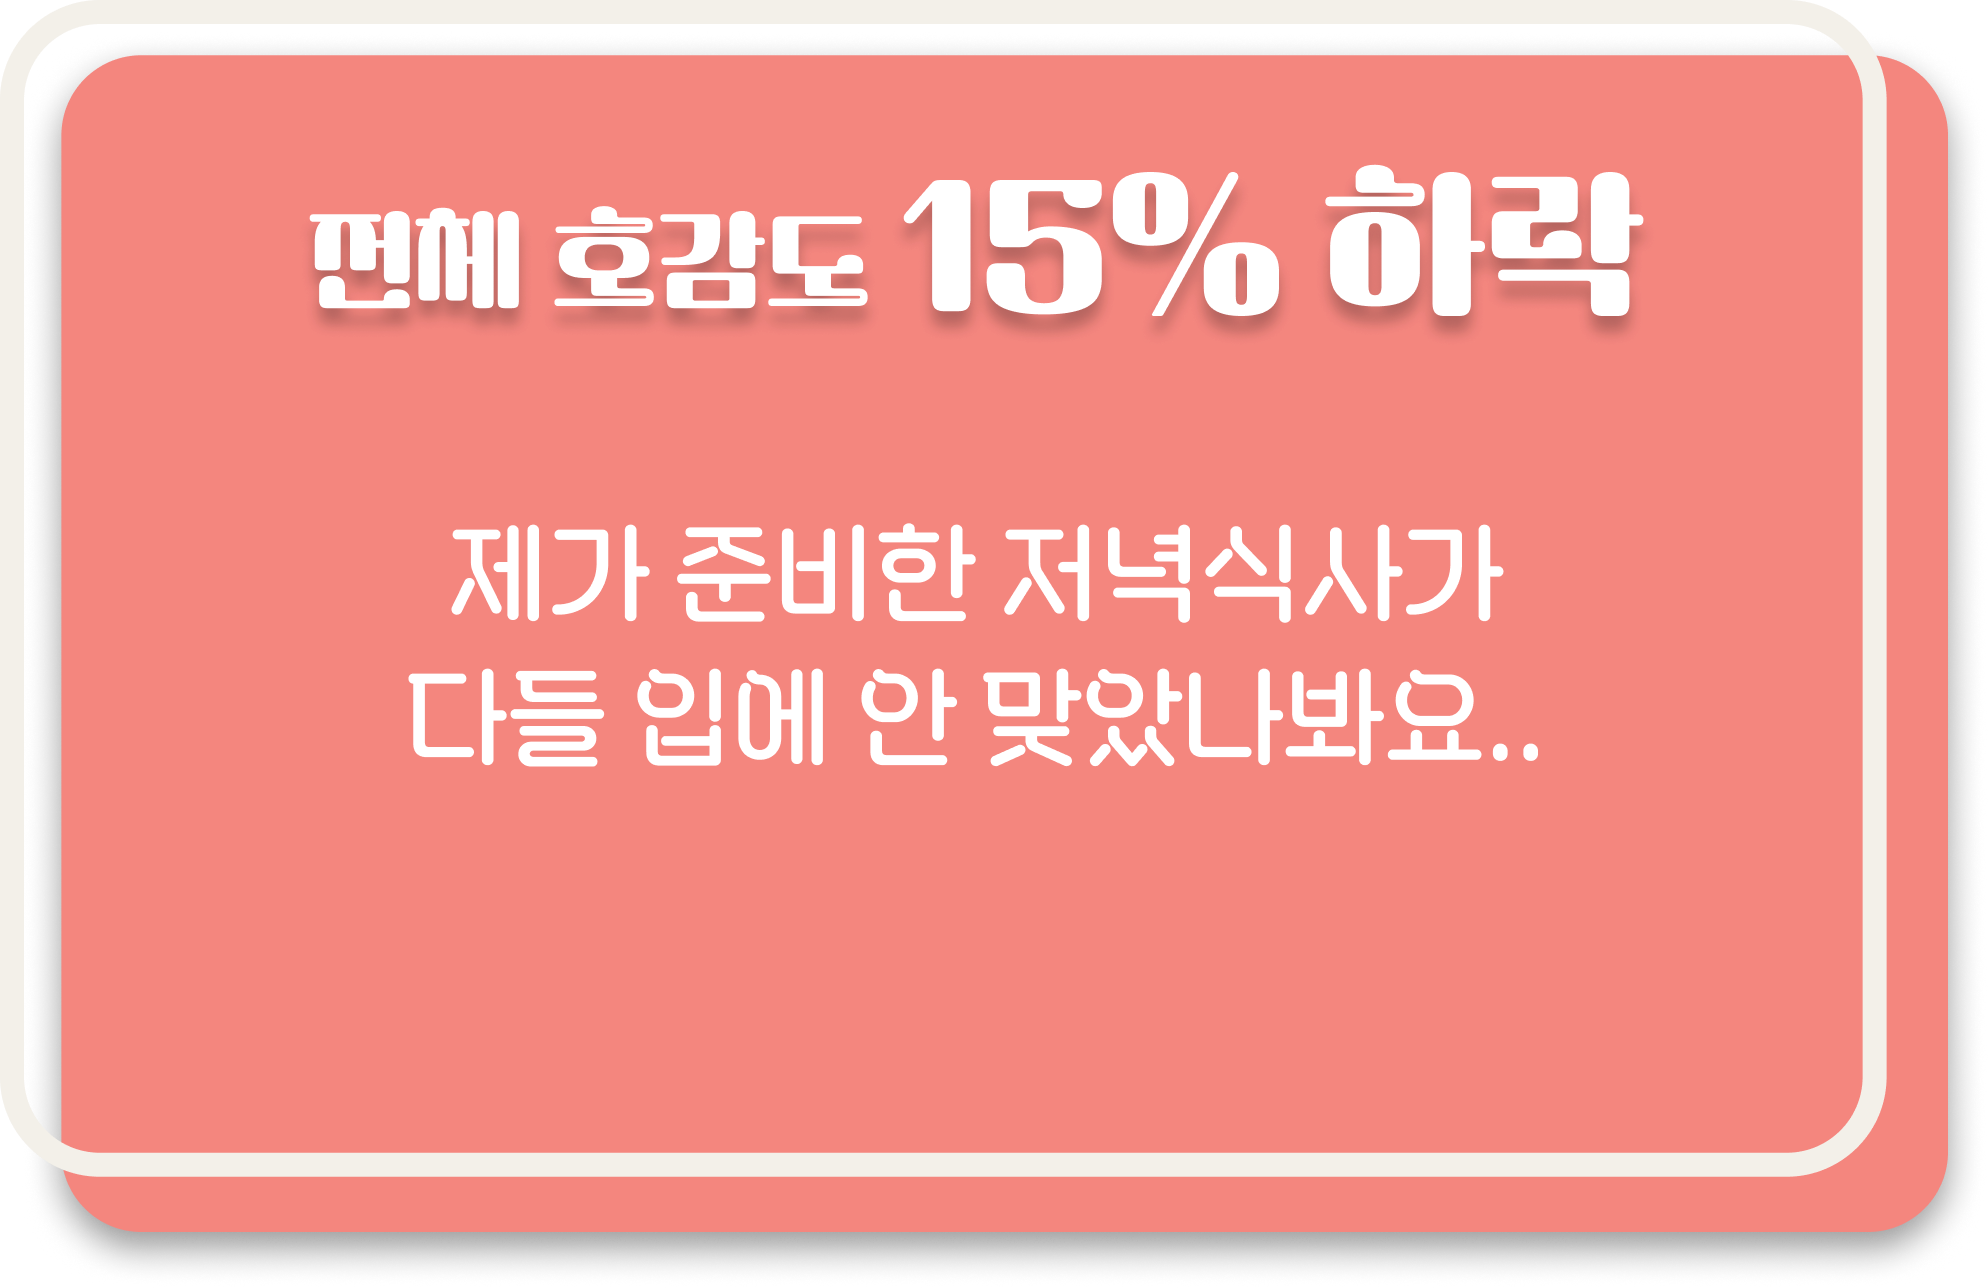 전체 호감도 15% 하락
제가 준비한 저녁식사가
다들 입에 안 맞았나봐요..